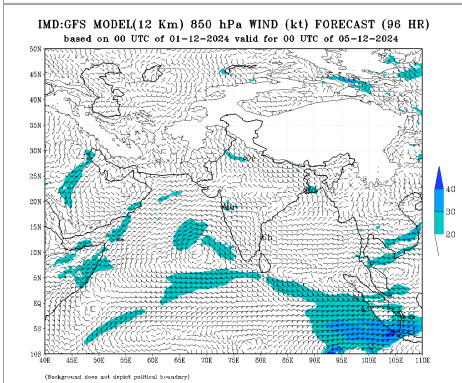 IMD:GFS MODEL(12 Km) 850 hPa WIND (kt) FORECAST (96 HR)
based on 00 UTC of 01-12-2024 valid for 00 UTC of 05-12-2024
50N
45N
40N
35N
30N
25N
20N
15N
10N
5N
EQ
5S
10S
40E 45E 50E 55E 60E 65E 70E 75E 80E 85E 90E 95E 100E 105E 110E
40
30
20
(Background does not depict political boundary)